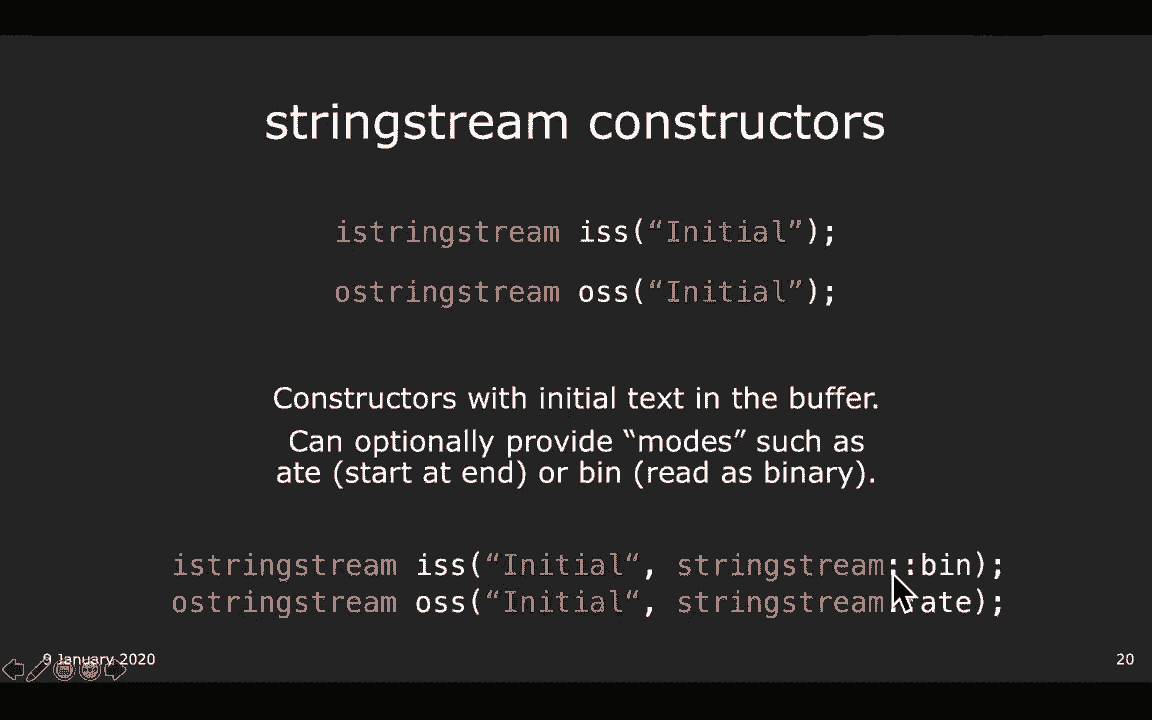 stringstream constructors
istringstream iss(“Initial”);
ostringstream oss(“Initial”);
Constructors with initial text in the buffer.
Can optionally provide “modes” such as
ate (start at end) or bin (read as binary).
istringstream iss(“Initial“, stringstream::bin);
ostringstream oss(“Initial“, stringstream::ate);
9 January 2020
20